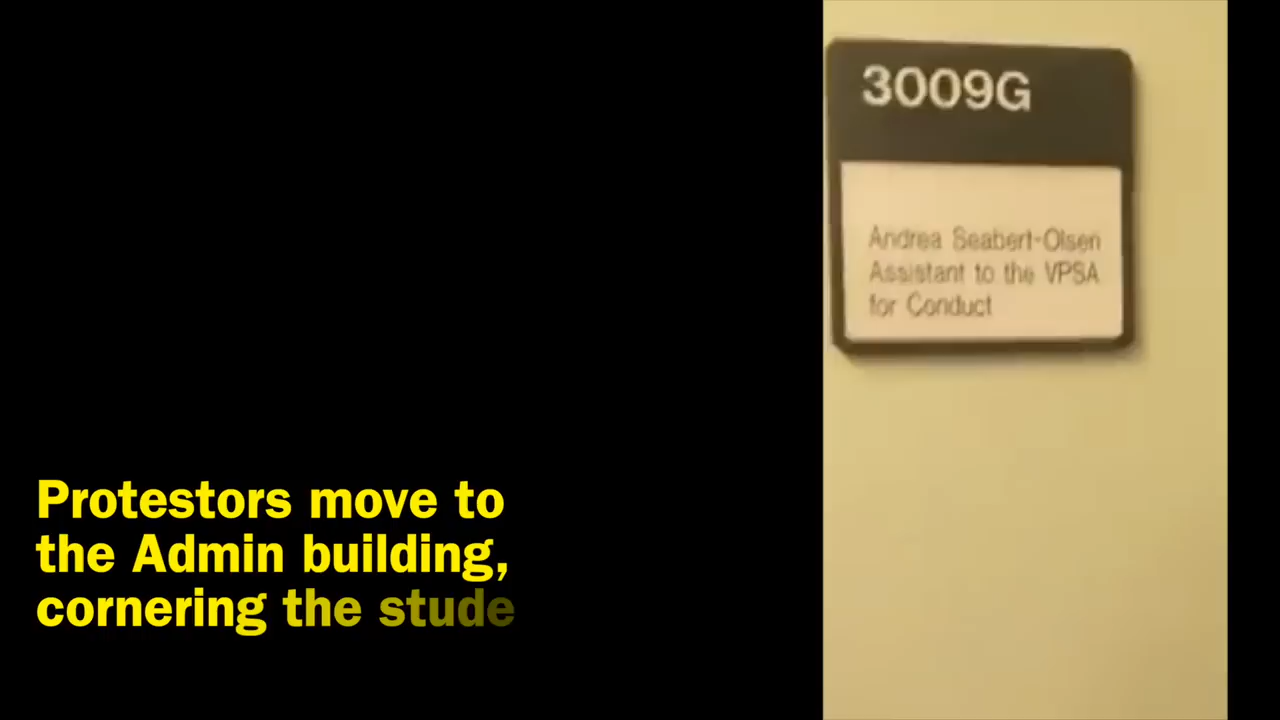 3009G
Andrea Seabert-Olsen
Assistant to the VPSA
for Conduct
Protestors move to
the Admin building,
cornering the stude